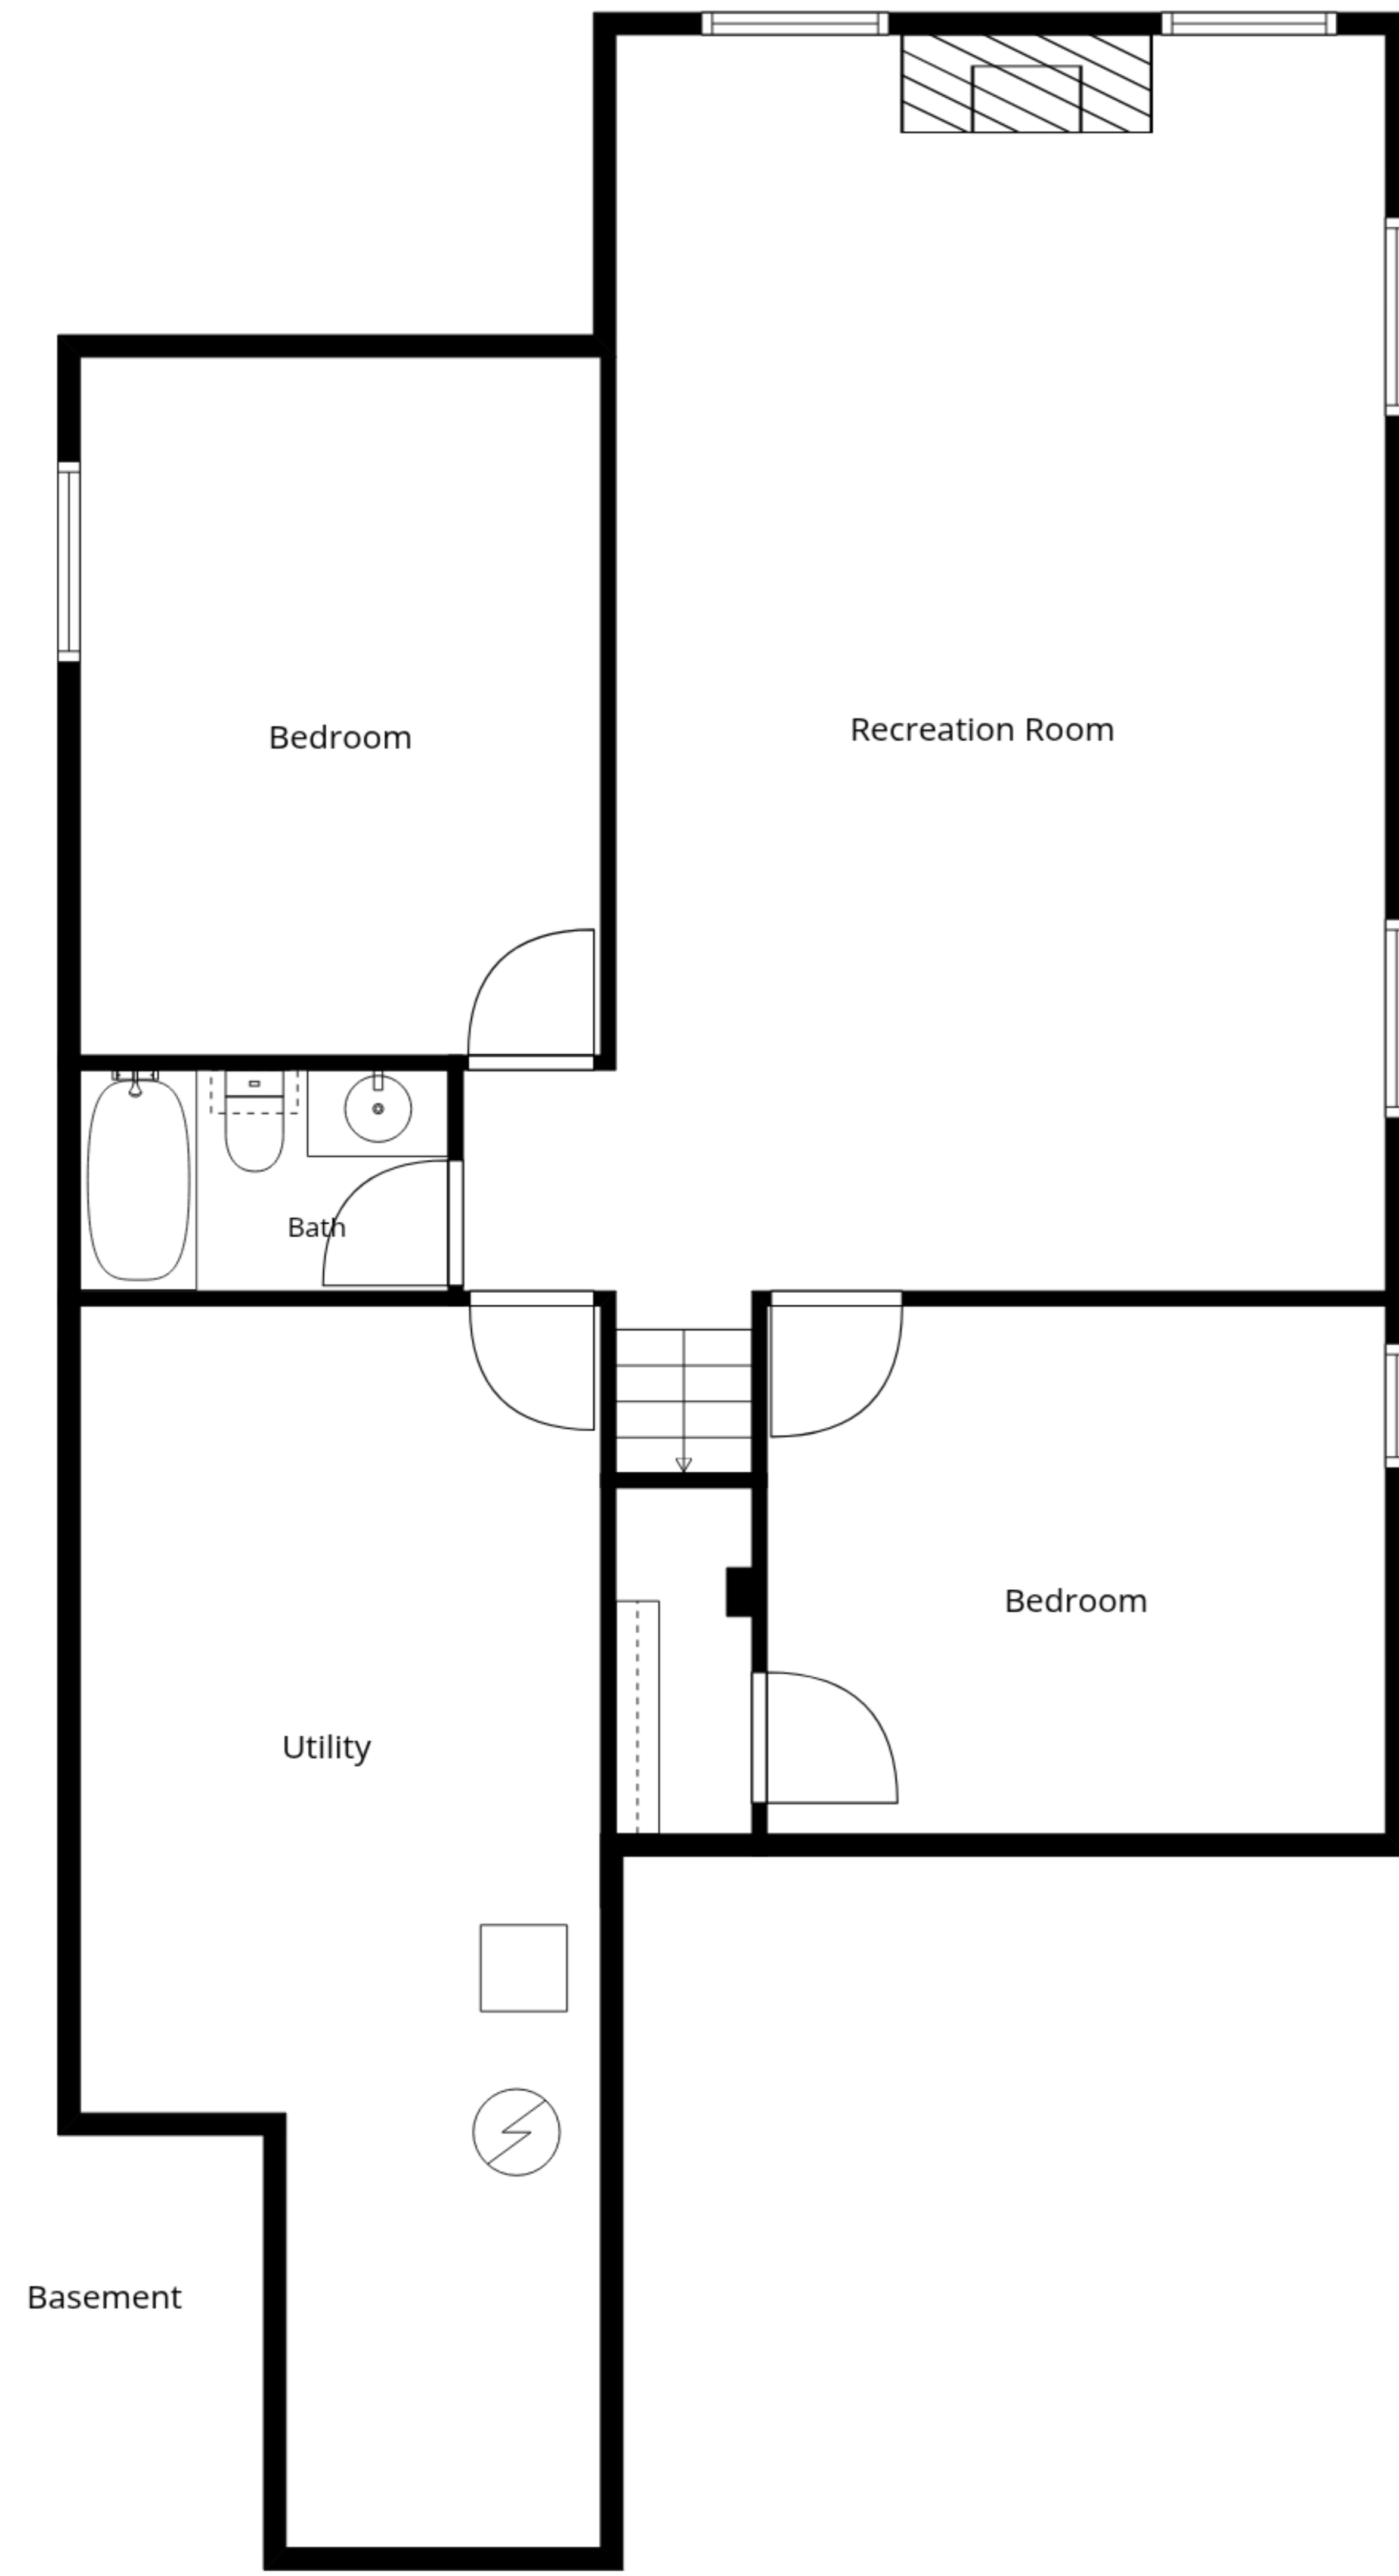 Recreation Room
Bedroom
Bath
Bedroom
Utility
Basement